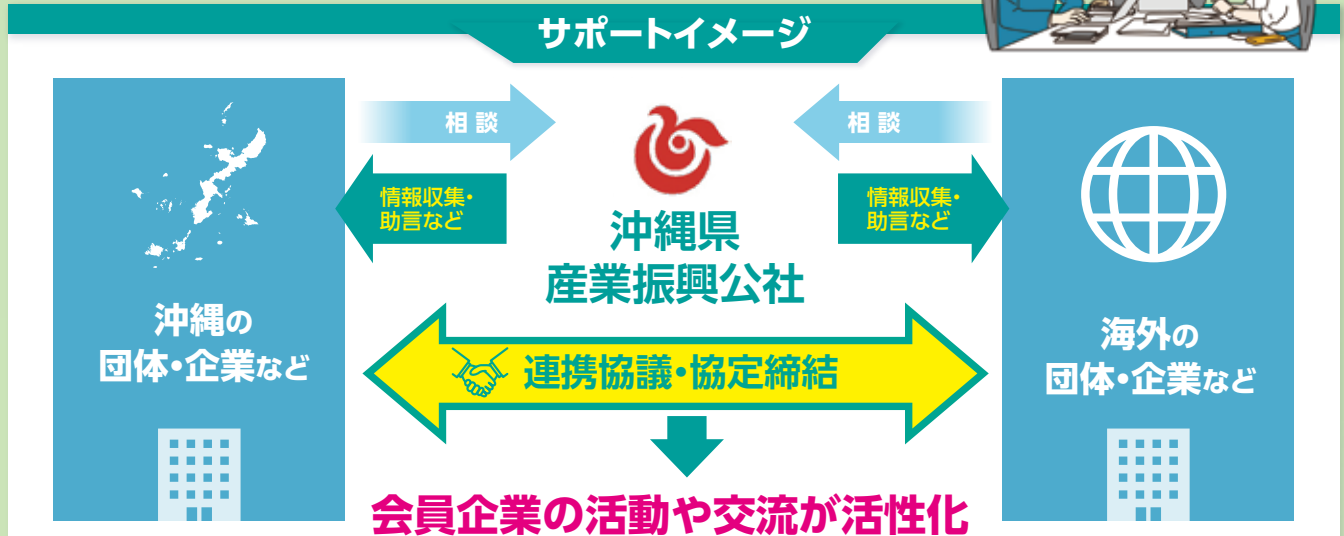 サポートイメージ
相談
相談
情報収集・
助言など
情報収集・
助言など
沖縄県
産業振興公社
沖縄の
団体・企業など
海外の
団体・企業など
連携協議・協定締結
会員企業の活動や交流が活性化